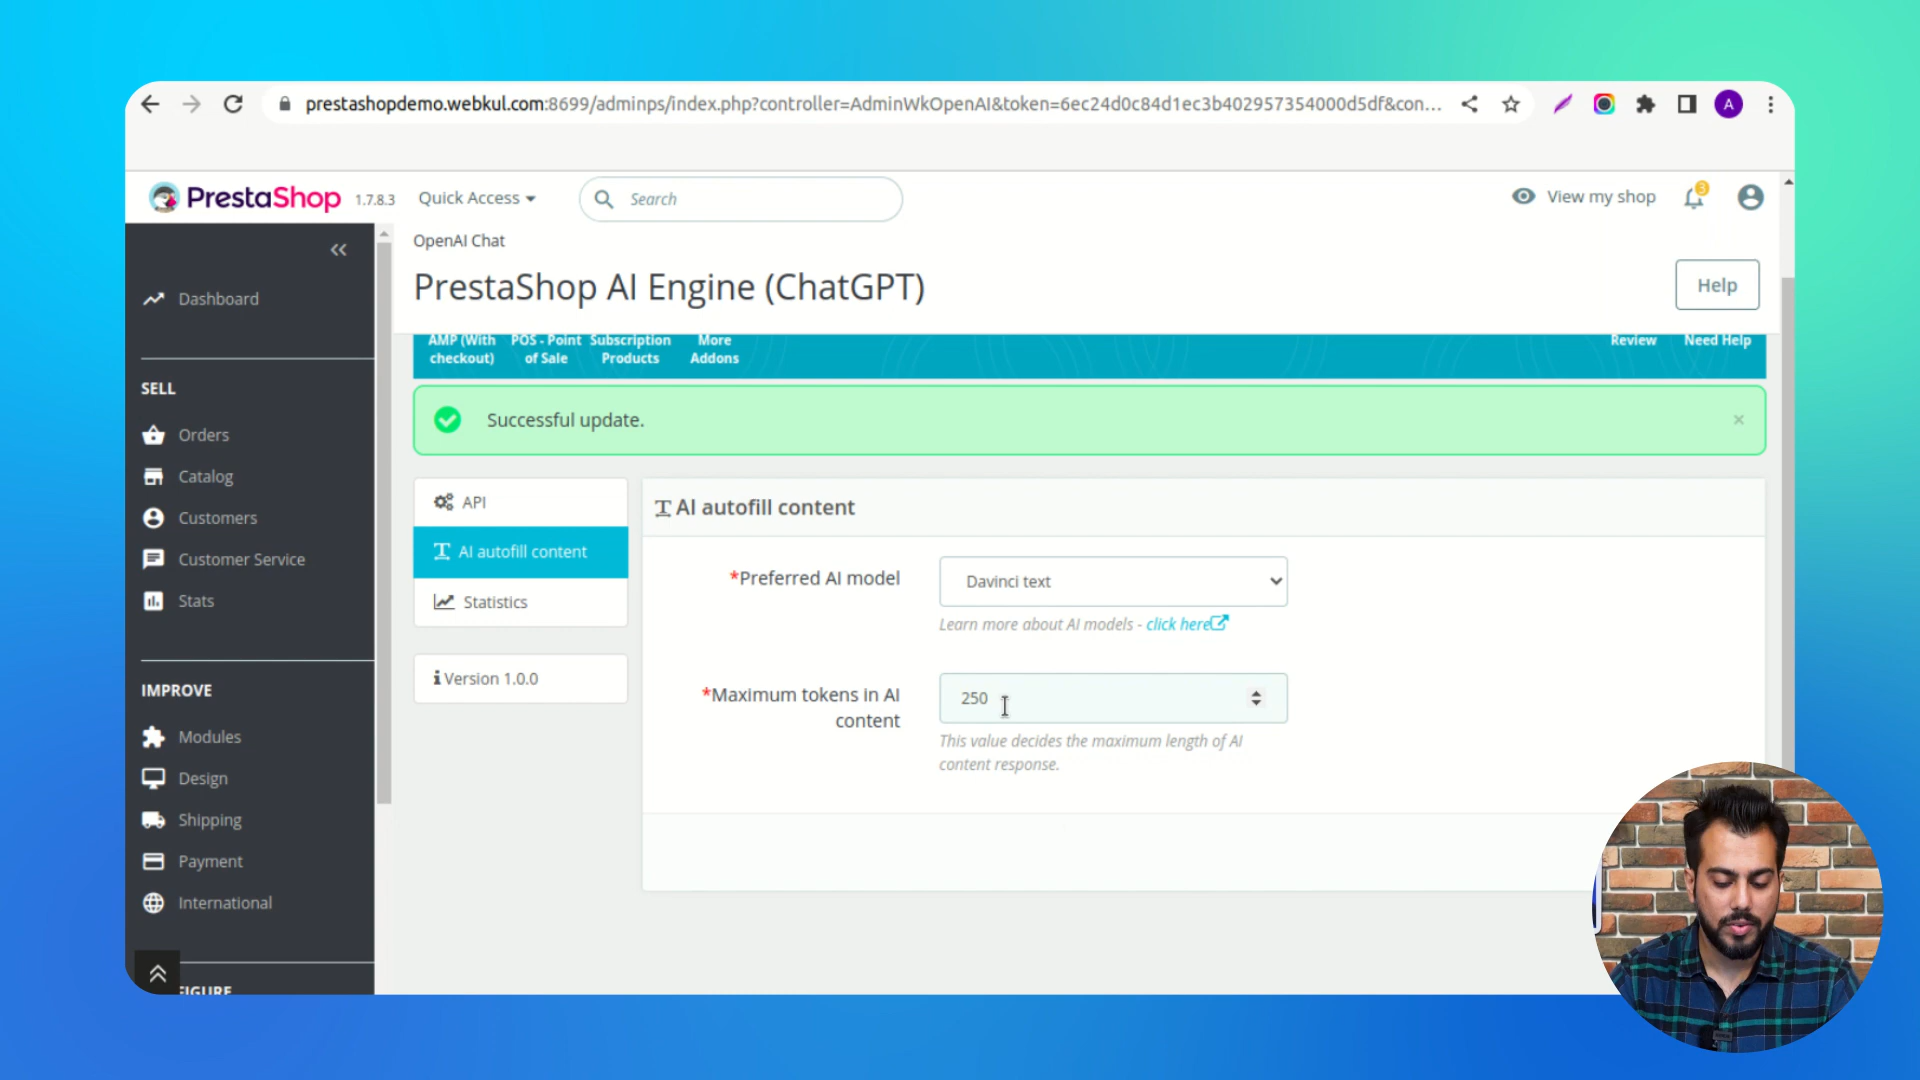 prestashopdemo.webkul.com:8699/adminps/index.php?controller=AdminWkOpenAI&token=6ec24d0c84d1ec3b402957354000d5df&con...
A
PrestaShop 1.7.8.3 Quick Access Search View my shop 3
OpenAI Chat
PrestaShop AI Engine (ChatGPT)
Help
AMP (With checkout)
POS - Point of Sale
Subscription Products
More Addons
Review
Need Help
Successful update.
×
Dashboard
SELL
Orders
Catalog
Customers
Customer Service
Stats
IMPROVE
Modules
Design
Shipping
Payment
International
FIGURE
API
AI autofill content
Statistics
Version 1.0.0
AI autofill content
*Preferred AI model
Davinci text
Learn more about AI models - click here
*Maximum tokens in AI
content
250
This value decides the maximum length of AI
content response.